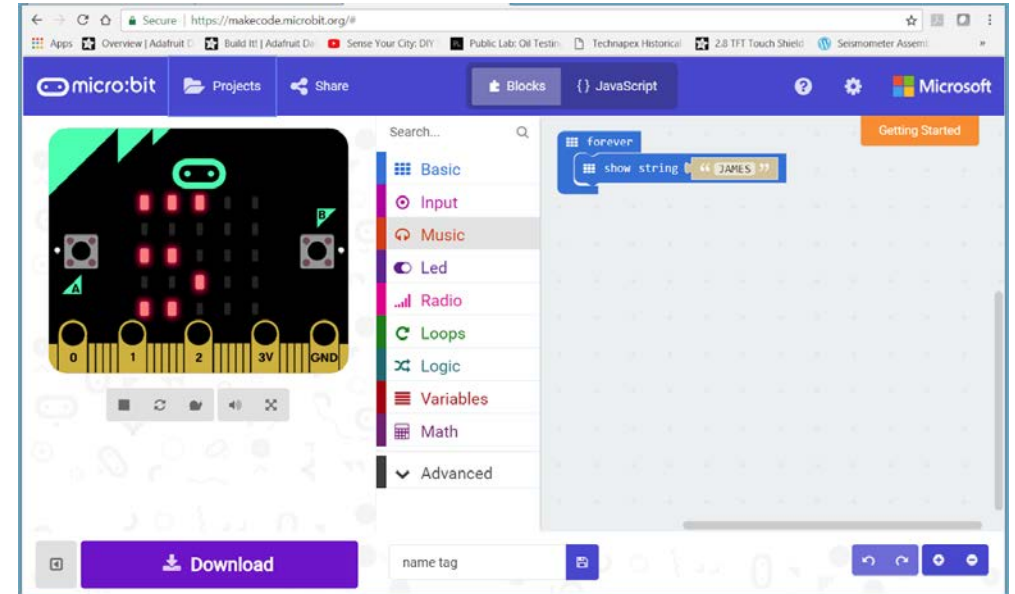 Secure | https://makecode.microbit.org/#
Apps Overview | Adafruit Build It! | Adafruit Sense Your City: DIY Public Lab: Oil Testin Technapex Historical 2.8 TFT Touch Shield Seismometer Assem »
micro:bit Projects Share Blocks {} JavaScript ? Microsoft
Getting Started
Search...
Basic
Input
Music
Led
Radio
Loops
Logic
Variables
Math
Advanced
forever
show string “ JAMES ”
B
A
0 1 2 3V GND
Download
name tag